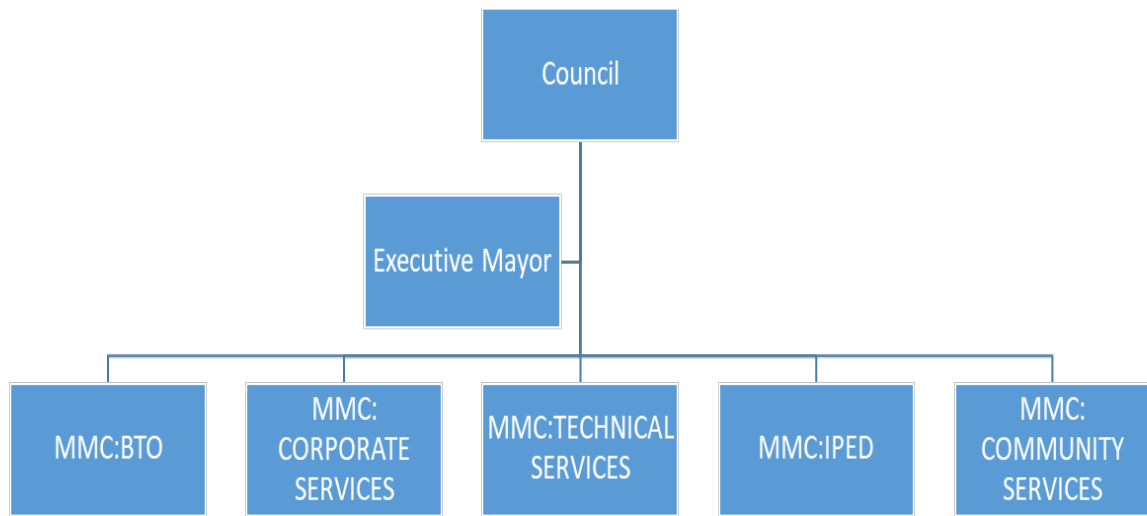 Council
Executive Mayor
MMC:BTO
MMC:
CORPORATE
SERVICES
MMC:TECHNICAL
SERVICES
MMC:IPED
MMC:
COMMUNITY
SERVICES